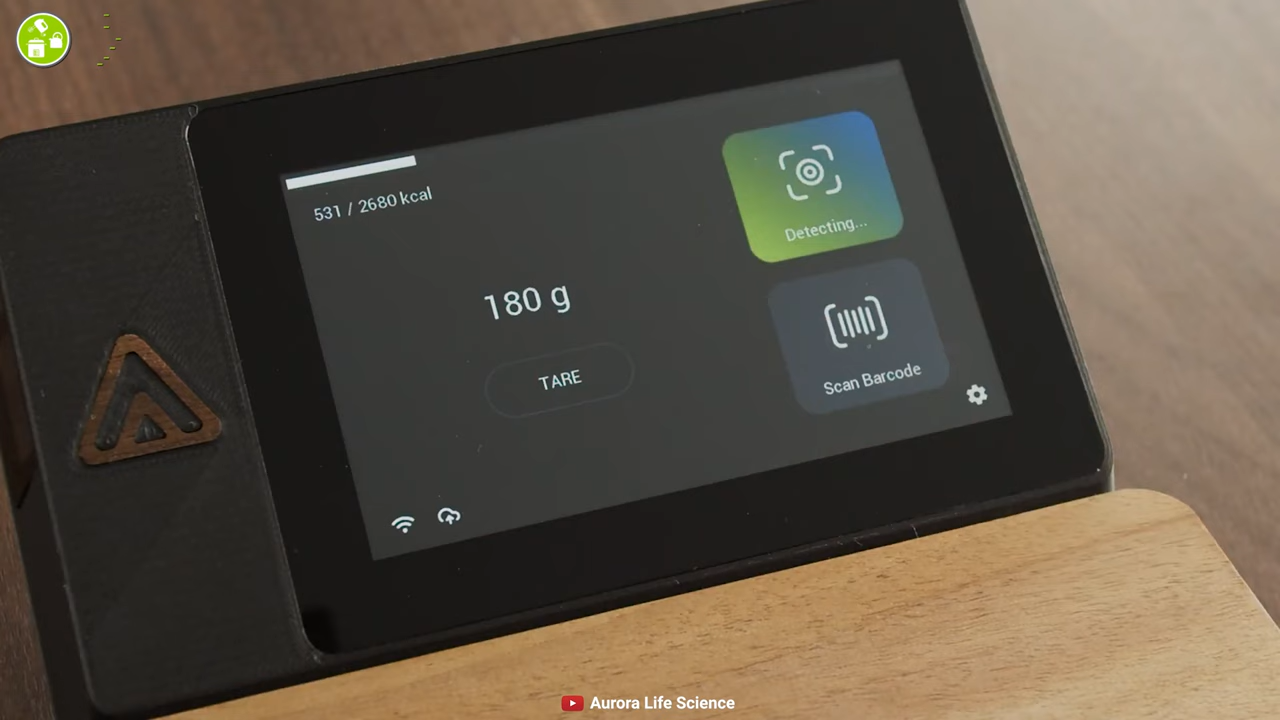 531 / 2680 kcal
180 g
TARE
Detecting...
Scan Barcode
Aurora Life Science